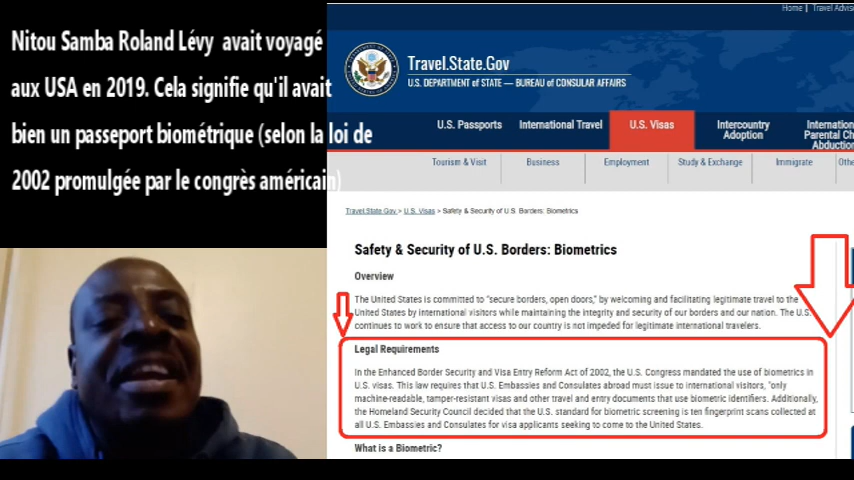 Nitou Samba Roland Lévy avait voyagé
aux USA en 2019. Cela signifie qu'il avait
bien un passeport biométrique (selon la loi de
2002 promulgée par le congrès américain)
Home | Travel
Travel.State.Gov
U.S. DEPARTMENT of STATE — BUREAU of CONSULAR AFFAIRS
U.S. Passports International Travel U.S. Visas Intercountry Adoption Parental
Tourism & Visit Business Employment Study & Exchange Immigrate
Travel.State.Gov > U.S. Visas > Safety & Security of U.S. Borders: Biometrics
Safety & Security of U.S. Borders: Biometrics
Overview
The United States is committed to "secure borders, open doors," by welcoming and facilitating legitimate travel to the
United States by international visitors while maintaining the integrity and security of our borders and our nation. The U.S.
continues to work to ensure that access to our country is not impeded for legitimate international travelers.
Legal Requirements
In the Enhanced Border Security and Visa Entry Reform Act of 2002, the U.S. Congress mandated the use of biometrics in
U.S. visas. This law requires that U.S. Embassies and Consulates abroad must issue to international visitors, "only
machine-readable, tamper-resistant visas and other travel and entry documents that use biometric identifiers. Additionally,
the Homeland Security Council decided that the U.S. standard for biometric screening is ten fingerprint scans collected at
all U.S. Embassies and Consulates for visa applicants seeking to come to the United States.
What is a Biometric?